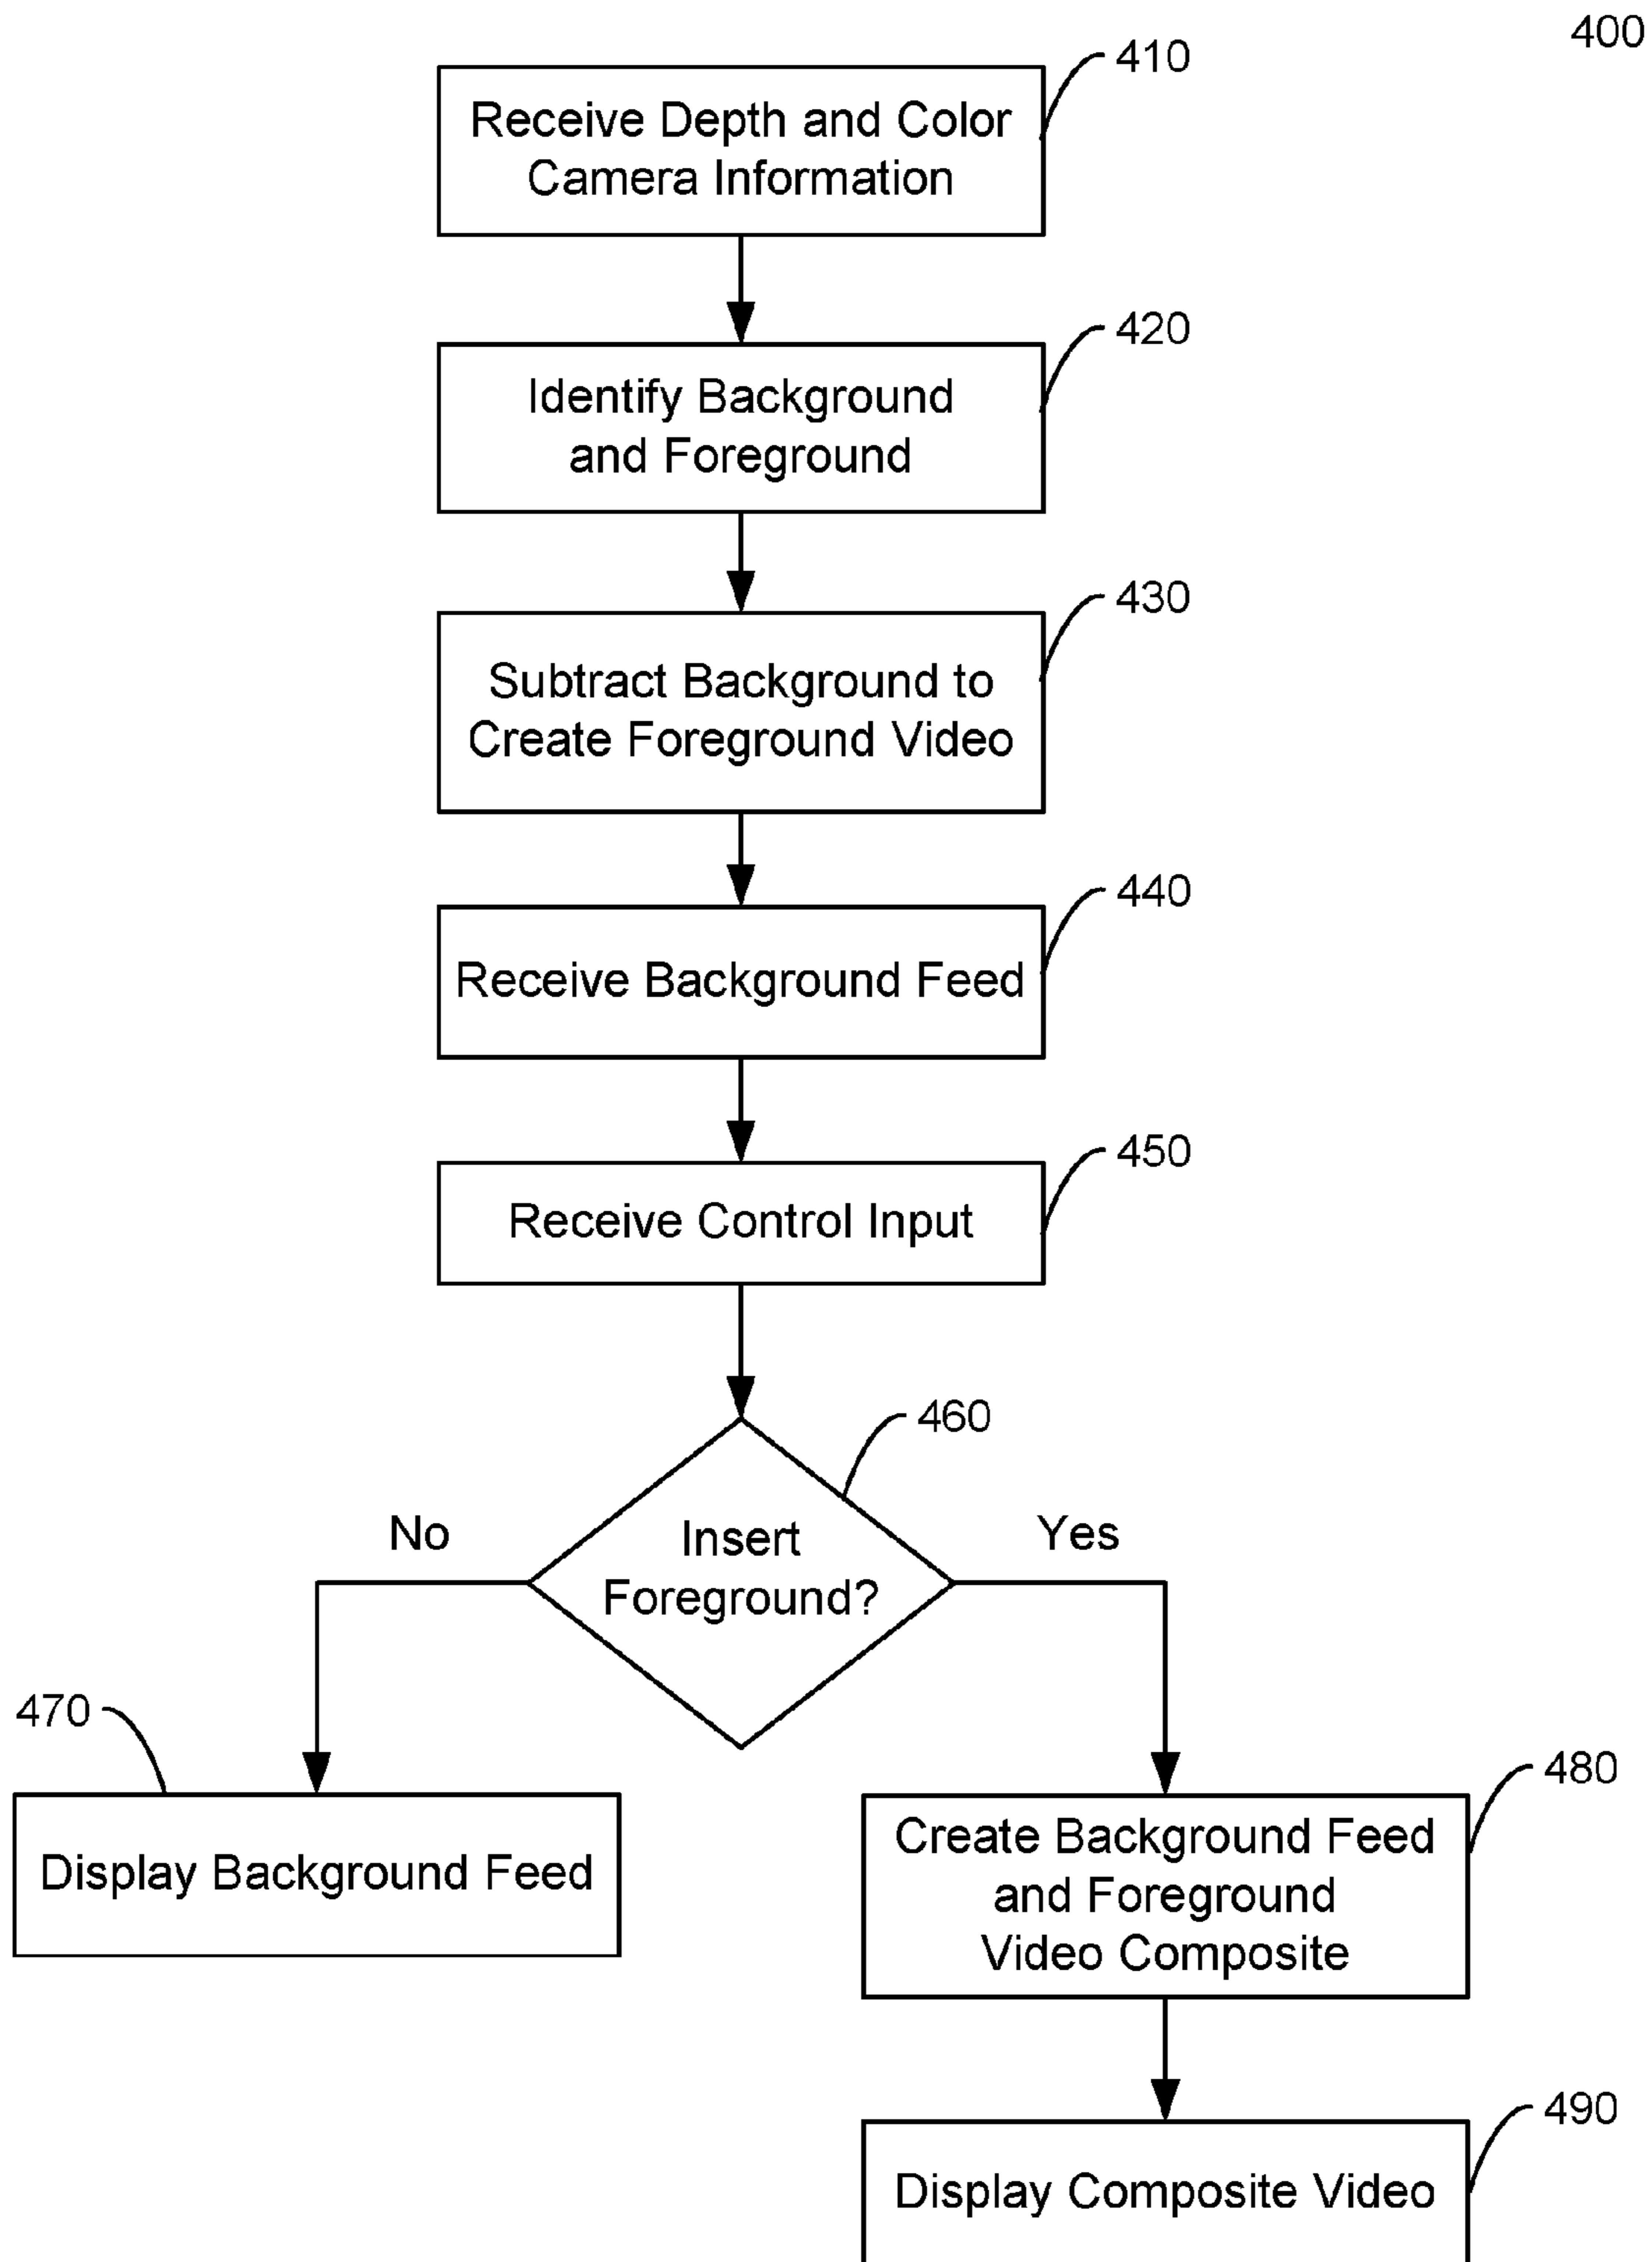 400
410
Receive Depth and Color
Camera Information
420
Identify Background
and Foreground
430
Subtract Background to
Create Foreground Video
440
Receive Background Feed
450
Receive Control Input
460
Insert
Foreground?
No
Yes
470
Display Background Feed
480
Create Background Feed
and Foreground
Video Composite
490
Display Composite Video